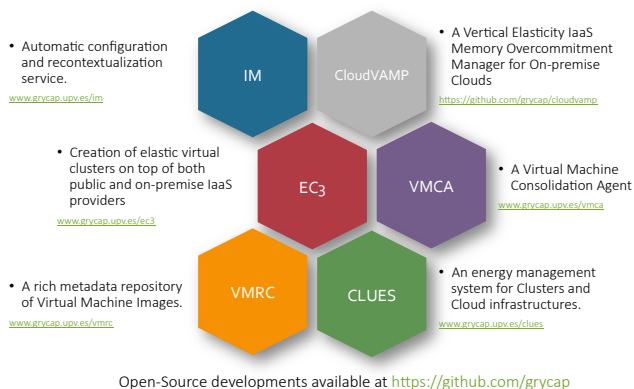 • Automatic configuration
and recontextualization
service.
www.grycap.upv.es/im
IM
CloudVAMP
• A Vertical Elasticity IaaS
Memory Overcommitment
Manager for On-premise
Clouds
https://github.com/grycap/cloudvamp
• Creation of elastic virtual
clusters on top of both
public and on-premise IaaS
providers
www.grycap.upv.es/ec3
EC3
VMCA
• A Virtual Machine
Consolidation Agent
www.grycap.upv.es/vmca
• A rich metadata repository
of Virtual Machine Images.
www.grycap.upv.es/vmrc
VMRC
CLUES
• An energy management
system for Clusters and
Cloud infrastructures.
www.grycap.upv.es/clues
Open-Source developments available at https://github.com/grycap